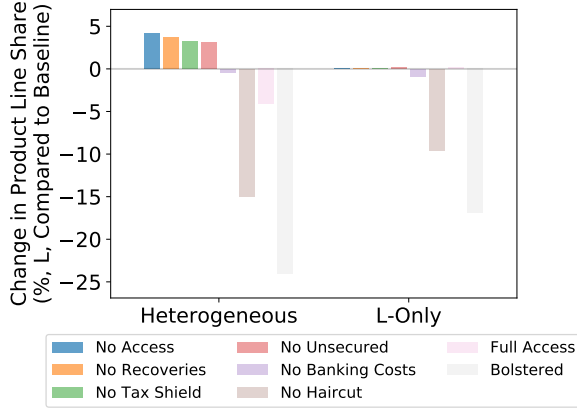 Change in Product Line Share
(%, L, Compared to Baseline)
5
0
−5
−10
−15
−20
−25
Heterogeneous
L-Only
No Access
No Recoveries
No Tax Shield
No Unsecured
No Banking Costs
No Haircut
Full Access
Bolstered